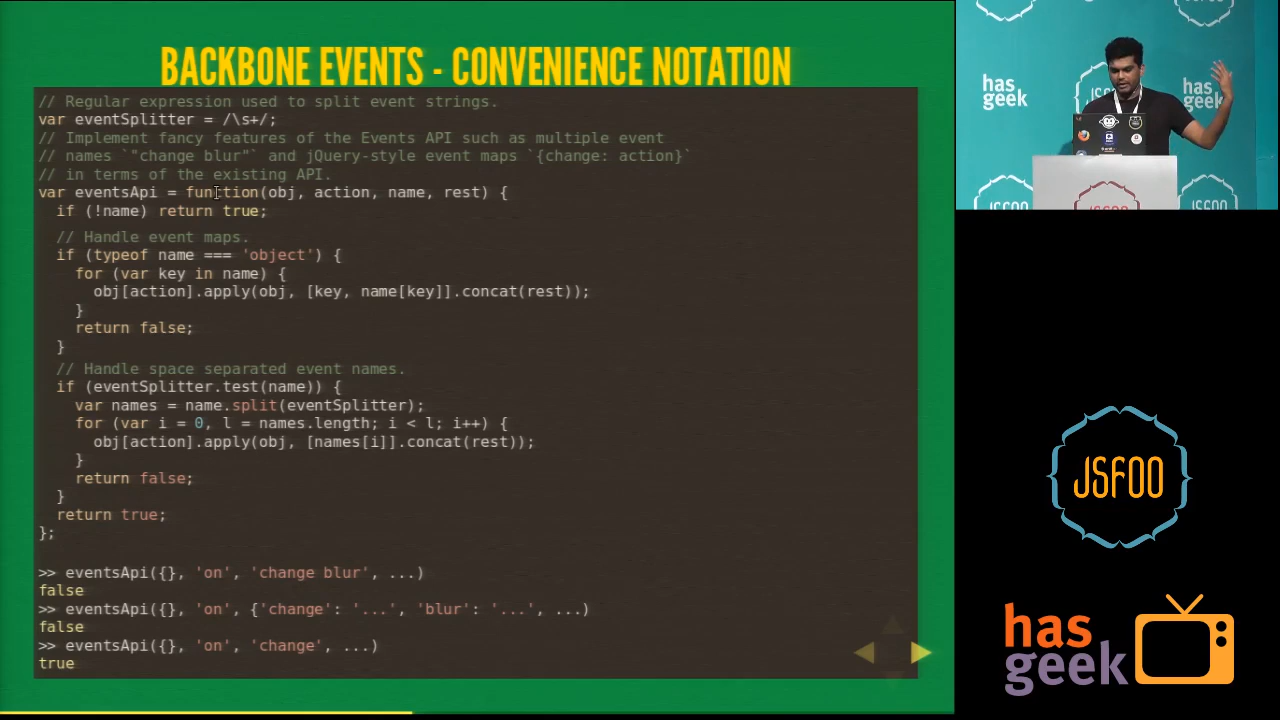 BACKBONE EVENTS - CONVENIENCE NOTATION
// Regular expression used to split event strings.
var eventSplitter = /\s+/;
// Implement fancy features of the Events API such as multiple event
// names `"change blur"` and jQuery-style event maps `{change: action}`
// in terms of the existing API.
var eventsApi = function(obj, action, name, rest) {
  if (!name) return true;
  // Handle event maps.
  if (typeof name === 'object') {
    for (var key in name) {
      obj[action].apply(obj, [key, name[key]].concat(rest));
    }
    return false;
  }
  // Handle space separated event names.
  if (eventSplitter.test(name)) {
    var names = name.split(eventSplitter);
    for (var i = 0, l = names.length; i < l; i++) {
      obj[action].apply(obj, [names[i]].concat(rest));
    }
    return false;
  }
  return true;
};
>> eventsApi({}, 'on', 'change blur', ...)
false
>> eventsApi({}, 'on', {'change': '...', 'blur': '...', ...)
false
>> eventsApi({}, 'on', 'change', ...)
true
has
geek
has
geek
JSFOO
JSFOO
JSFOO
has
geek